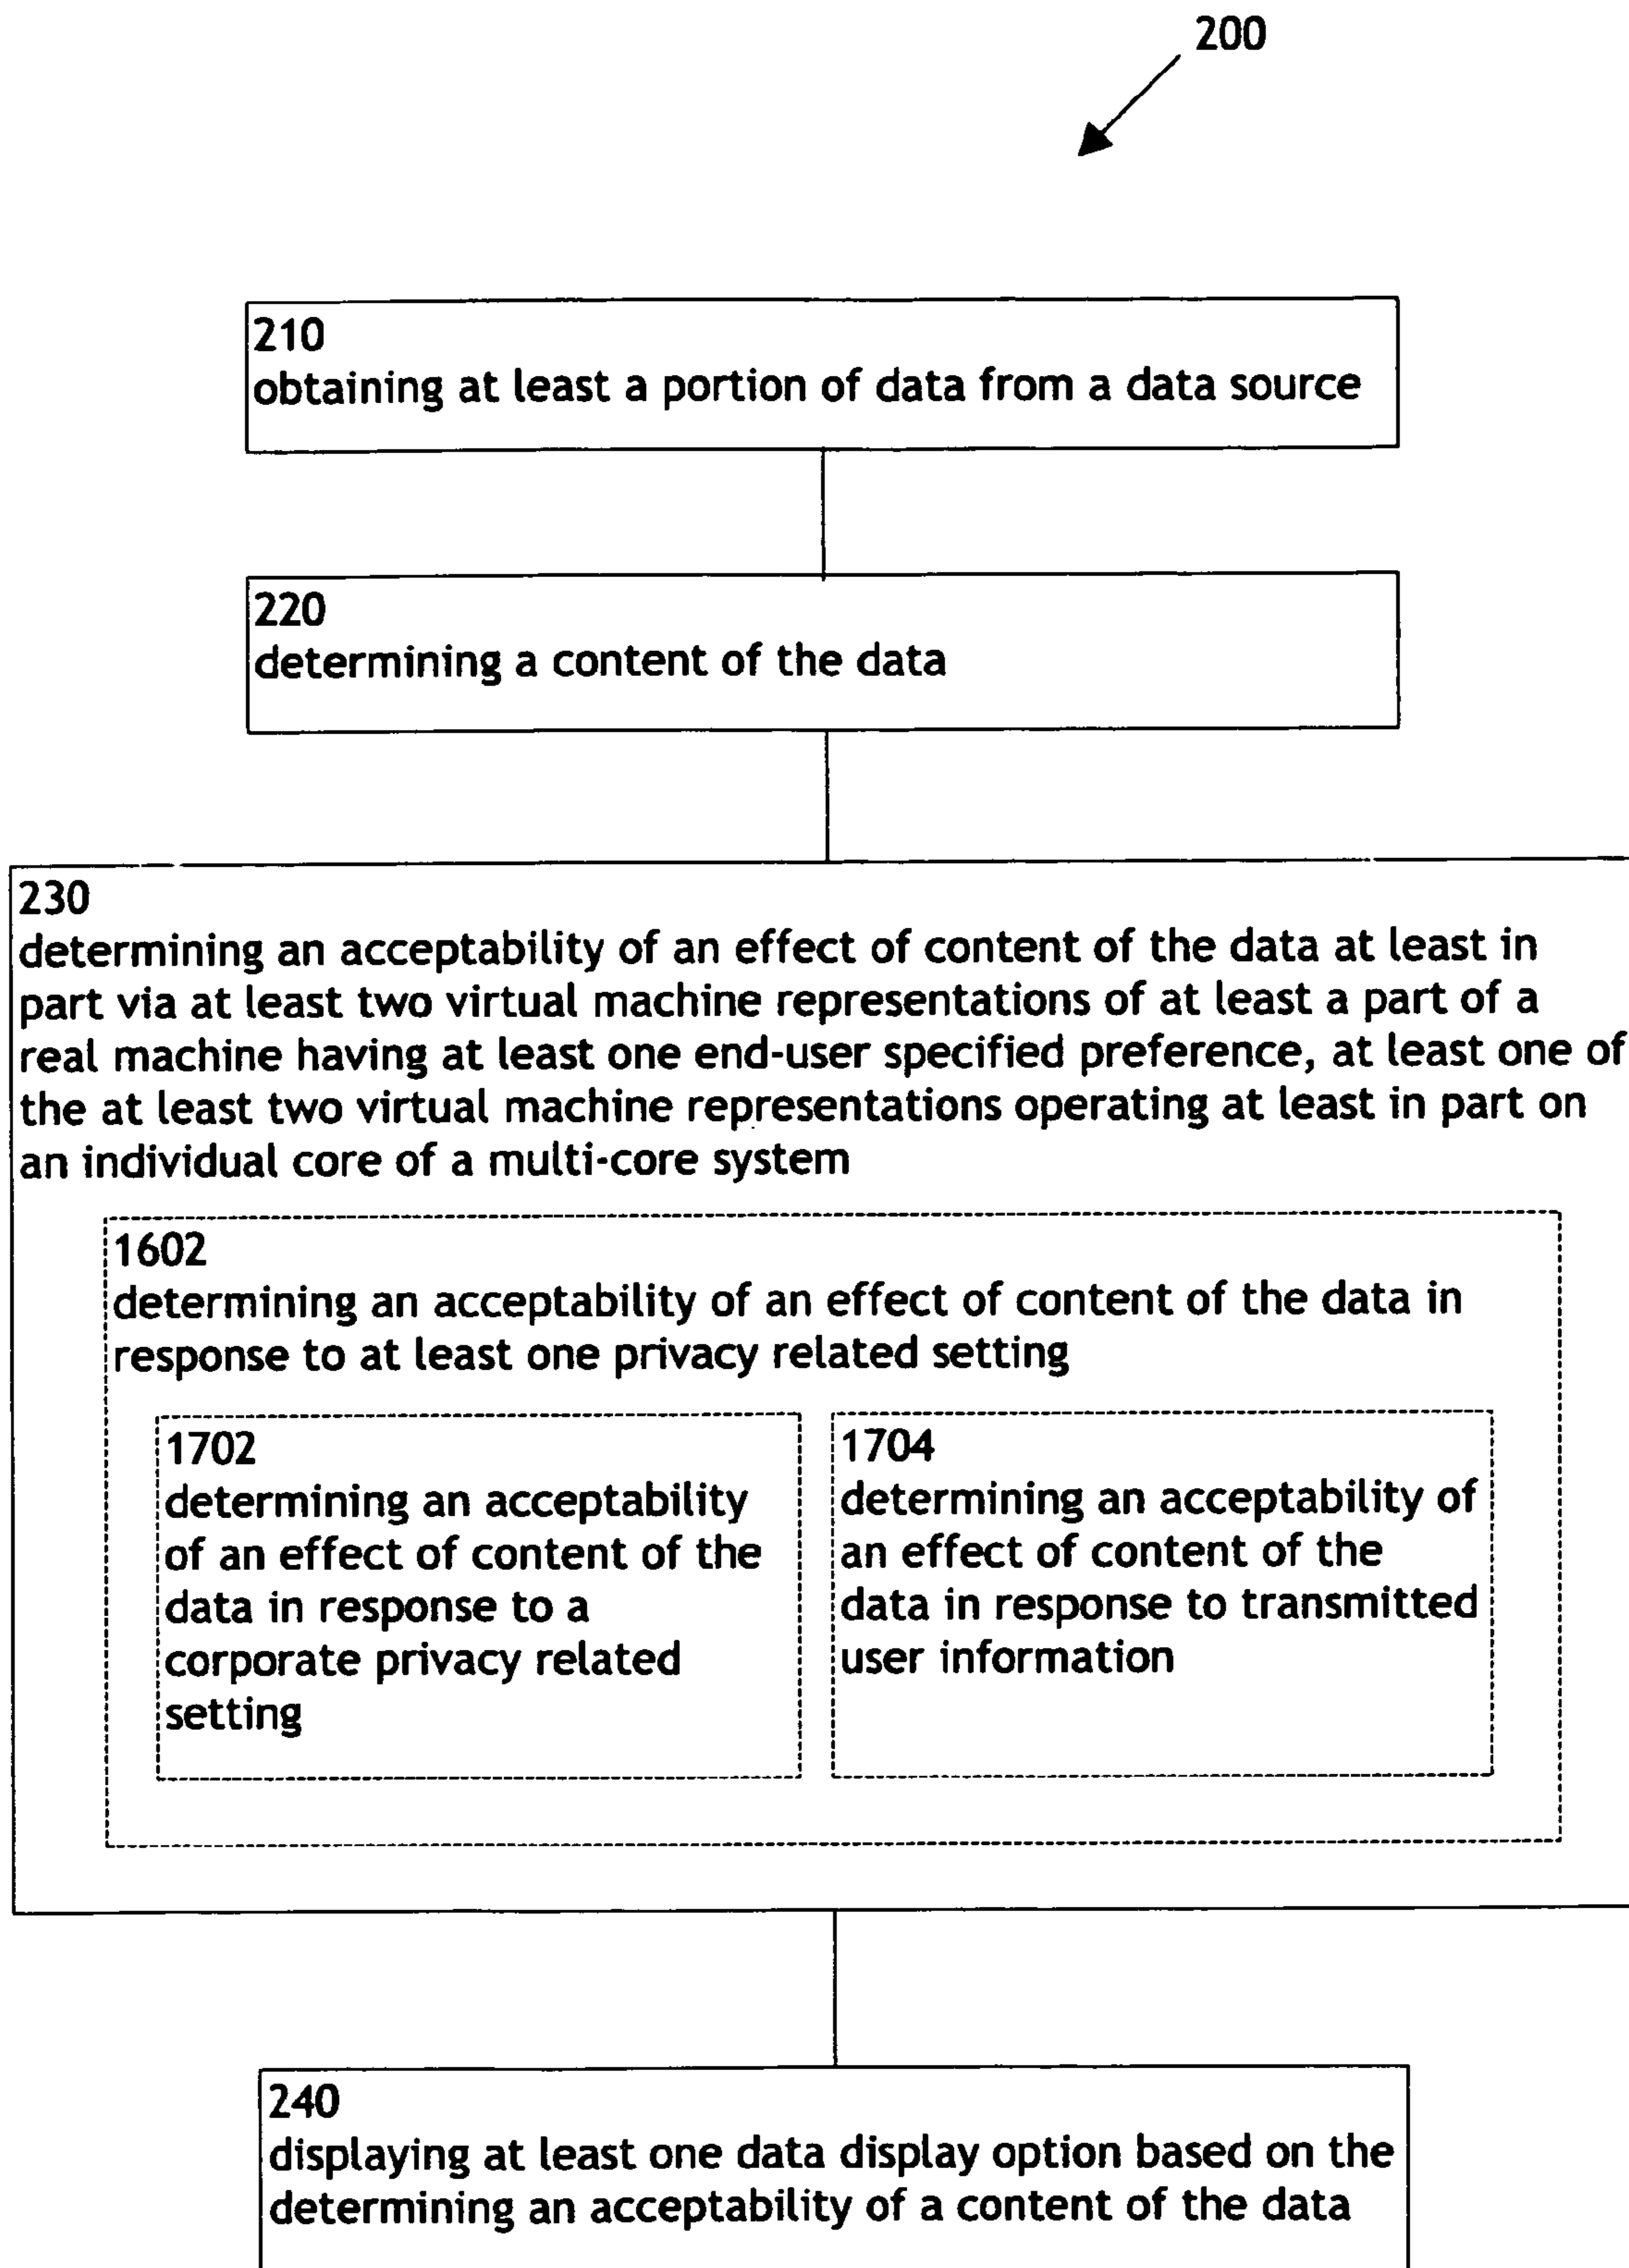 200
210
obtaining at least a portion of data from a data source
220
determining a content of the data
230
determining an acceptability of an effect of content of the data at least in
part via at least two virtual machine representations of at least a part of a
real machine having at least one end-user specified preference, at least one of
the at least two virtual machine representations operating at least in part on
an individual core of a multi-core system
1602
determining an acceptability of an effect of content of the data in
response to at least one privacy related setting
1702
determining an acceptability
of an effect of content of the
data in response to a
corporate privacy related
setting
1704
determining an acceptability of
an effect of content of the
data in response to transmitted
user information
240
displaying at least one data display option based on the
determining an acceptability of a content of the data